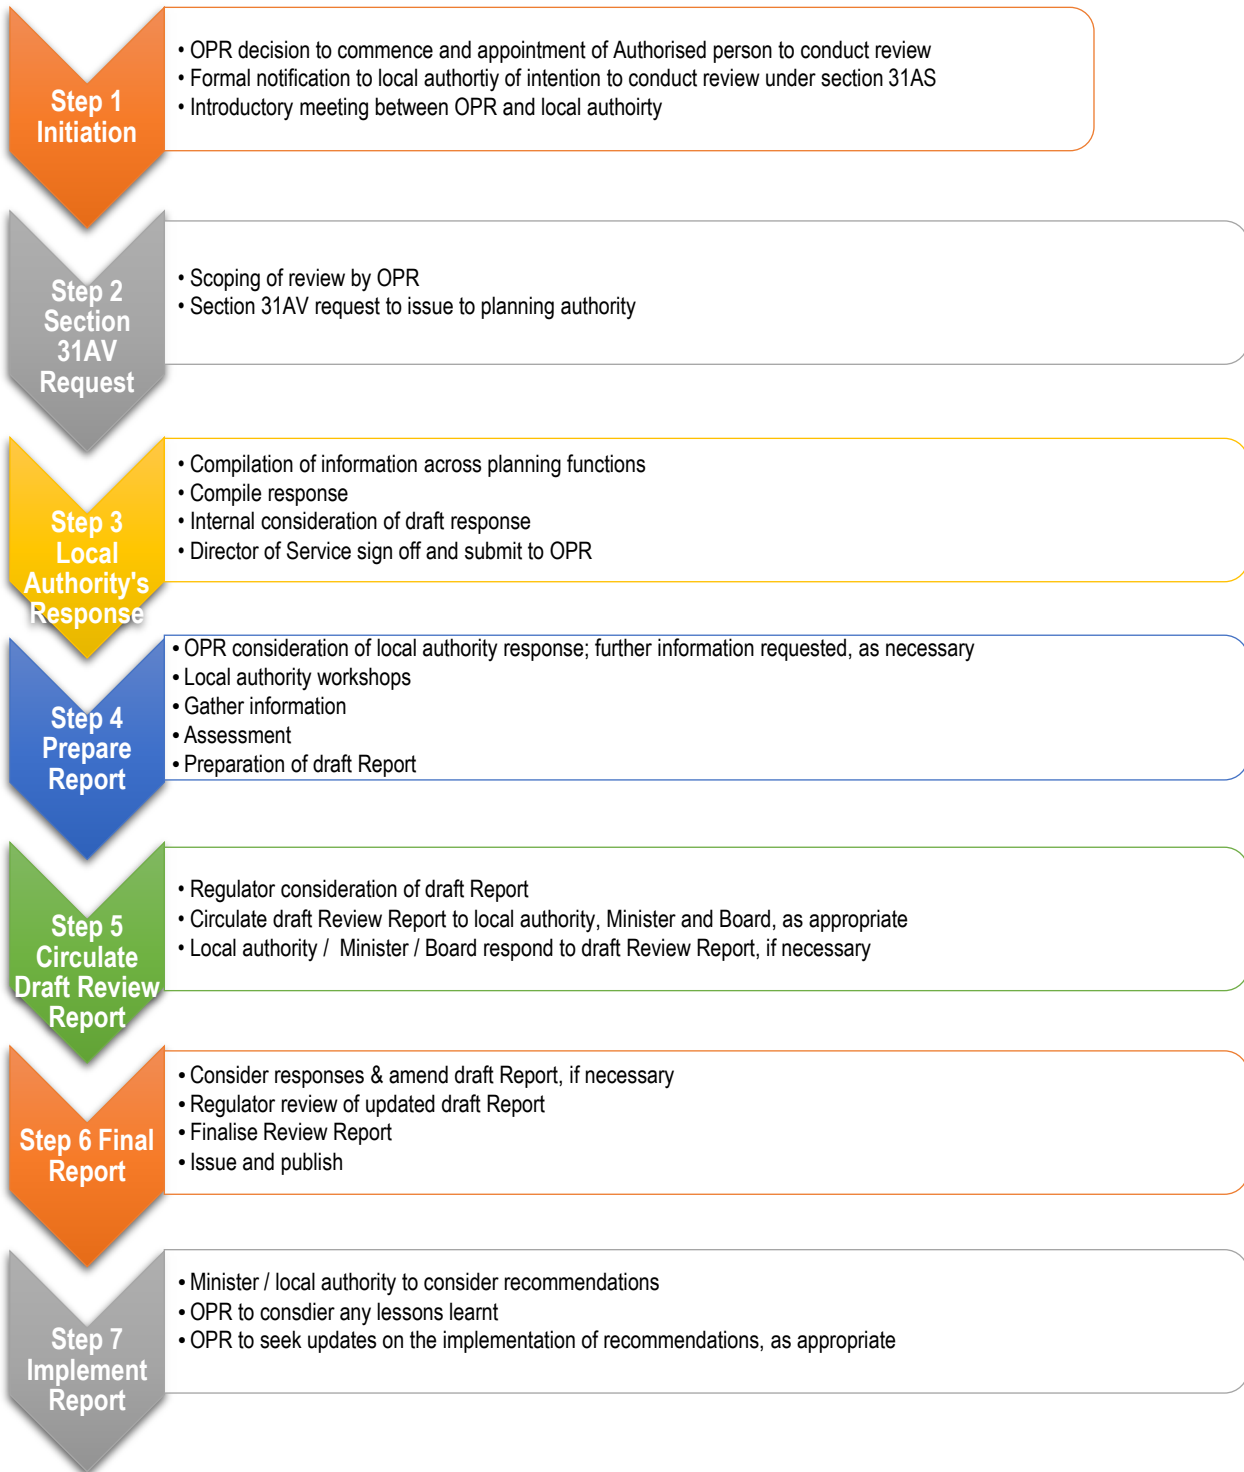 Step 1
Initiation
• OPR decision to commence and appointment of Authorised person to conduct review
• Formal notification to local authortiy of intention to conduct review under section 31AS
• Introductory meeting between OPR and local authoirty
Step 2
Section
31AV
Request
• Scoping of review by OPR
• Section 31AV request to issue to planning authority
Step 3
Local
Authority's
Response
• Compilation of information across planning functions
• Compile response
• Internal consideration of draft response
• Director of Service sign off and submit to OPR
Step 4
Prepare
Report
• OPR consideration of local authority response; further information requested, as necessary
• Local authority workshops
• Gather information
• Assessment
• Preparation of draft Report
Step 5
Circulate
Draft Review
Report
• Regulator consideration of draft Report
• Circulate draft Review Report to local authority, Minister and Board, as appropriate
• Local authority / Minister / Board respond to draft Review Report, if necessary
Step 6 Final
Report
• Consider responses & amend draft Report, if necessary
• Regulator review of updated draft Report
• Finalise Review Report
• Issue and publish
Step 7
Implement
Report
• Minister / local authority to consider recommendations
• OPR to consdier any lessons learnt
• OPR to seek updates on the implementation of recommendations, as appropriate